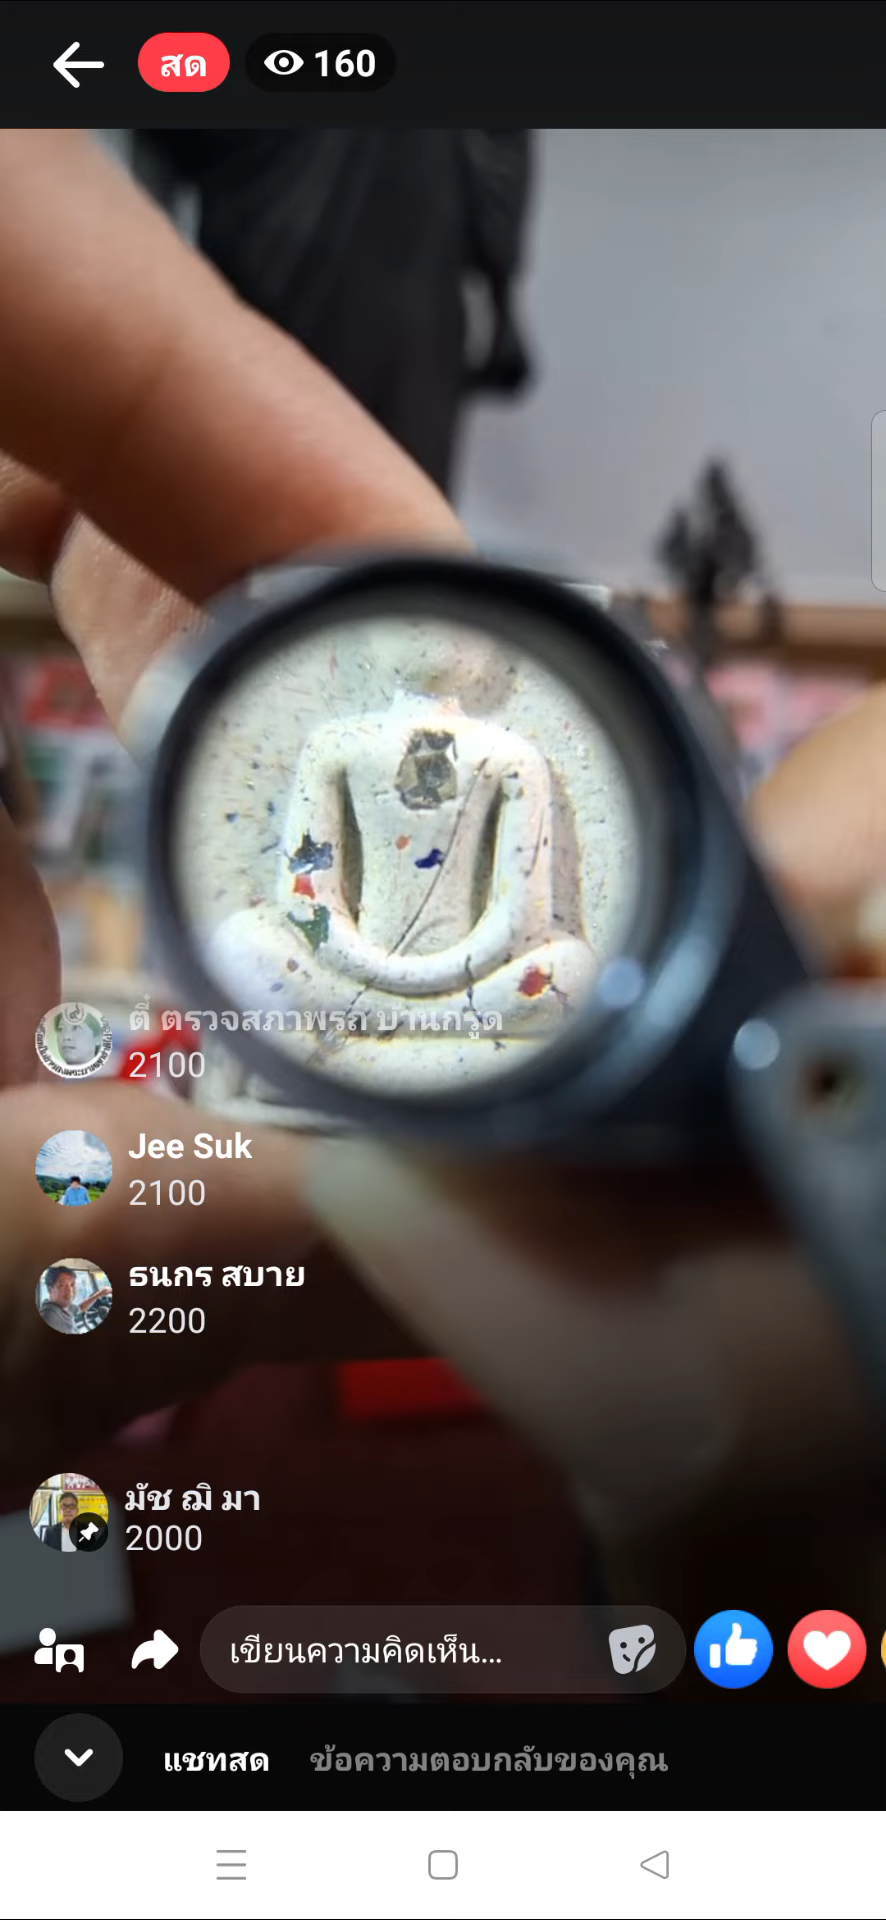 สด
160
ติ๋ ตรวจสภาพรถ บ้านกรูด
2100
Jee Suk
2100
ธนกร สบาย
2200
มัช ฌิ มา
2000
เขียนความคิดเห็น...
แชทสด ข้อความตอบกลับของคุณ